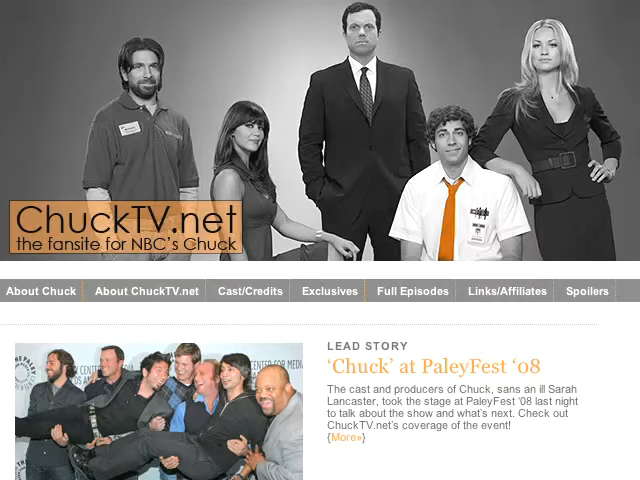 ChuckTV.net
the fansite for NBC's Chuck
About Chuck
About ChuckTV.net
Cast/Credits
Exclusives
Full Episodes
Links/Affiliates
Spoilers
LEAD STORY
‘Chuck’ at PaleyFest ‘08
The cast and producers of Chuck, sans an ill Sarah
Lancaster, took the stage at PaleyFest ‘08 last night
to talk about the show and what’s next. Check out
ChuckTV.net’s coverage of the event!
{More»}